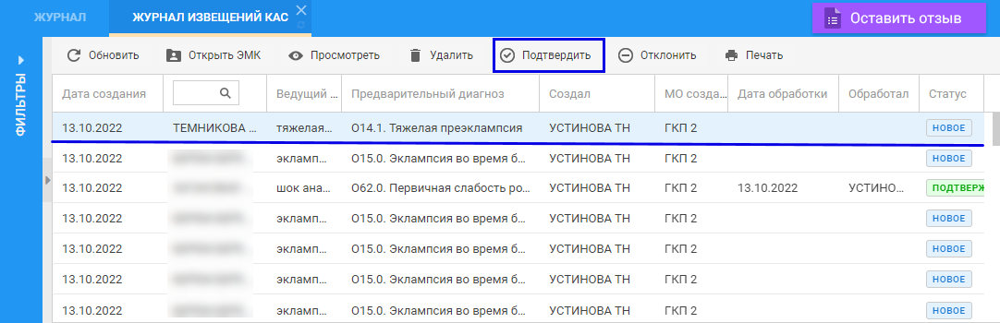 ЖУРНАЛ ЖУРНАЛ ИЗВЕЩЕНИЙ КАС Оставить отзыв
ФИЛЬТРЫ
Обновить Открыть ЭМК Просмотреть Удалить Подтвердить Отклонить Печать
Дата создания Ведущий ... Предварительный диагноз Создал МО созда... Дата обработки Обработал Статус
13.10.2022 ТЕМНИКОВА ... тяжелая... O14.1. Тяжелая преэклампсия УСТИНОВА ТН ГКП 2 НОВОЕ
13.10.2022 эклампс... O15.0. Эклампсия во время б... УСТИНОВА ТН ГКП 2 НОВОЕ
13.10.2022 шок ана... O62.0. Первичная слабость ро... УСТИНОВА ТН ГКП 2 13.10.2022 УСТИНО... ПОДТВЕРЖ
13.10.2022 эклампс... O15.0. Эклампсия во время б... УСТИНОВА ТН ГКП 2 НОВОЕ
13.10.2022 эклампс... O15.0. Эклампсия во время б... УСТИНОВА ТН ГКП 2 НОВОЕ
13.10.2022 эклампс... O15.0. Эклампсия во время б... УСТИНОВА ТН ГКП 2 НОВОЕ
13.10.2022 эклампс... O15.0. Эклампсия во время б... УСТИНОВА ТН ГКП 2 НОВОЕ